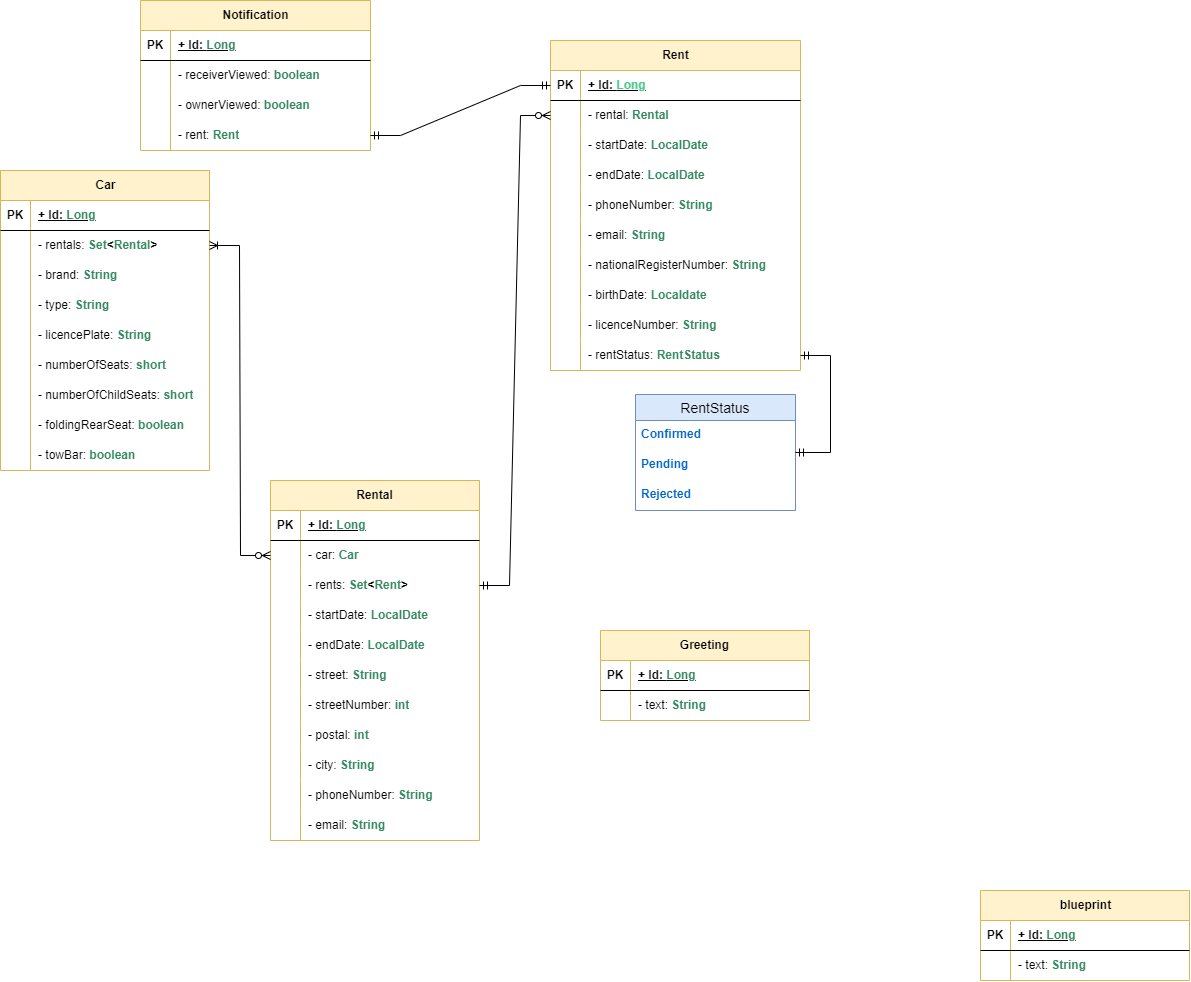 Notification
PK + Id: Long
- receiverViewed: boolean
- ownerViewed: boolean
- rent: Rent
Rent
PK + Id: Long
- rental: Rental
- startDate: LocalDate
- endDate: LocalDate
- phoneNumber: String
- email: String
- nationalRegisterNumber: String
- birthDate: Localdate
- licenceNumber: String
- rentStatus: RentStatus
Car
PK + Id: Long
- rentals: Set<Rental>
- brand: String
- type: String
- licencePlate: String
- numberOfSeats: short
- numberOfChildSeats: short
- foldingRearSeat: boolean
- towBar: boolean
RentStatus
Confirmed
Pending
Rejected
Rental
PK + Id: Long
- car: Car
- rents: Set<Rent>
- startDate: LocalDate
- endDate: LocalDate
- street: String
- streetNumber: int
- postal: int
- city: String
- phoneNumber: String
- email: String
Greeting
PK + Id: Long
- text: String
blueprint
PK + Id: Long
- text: String